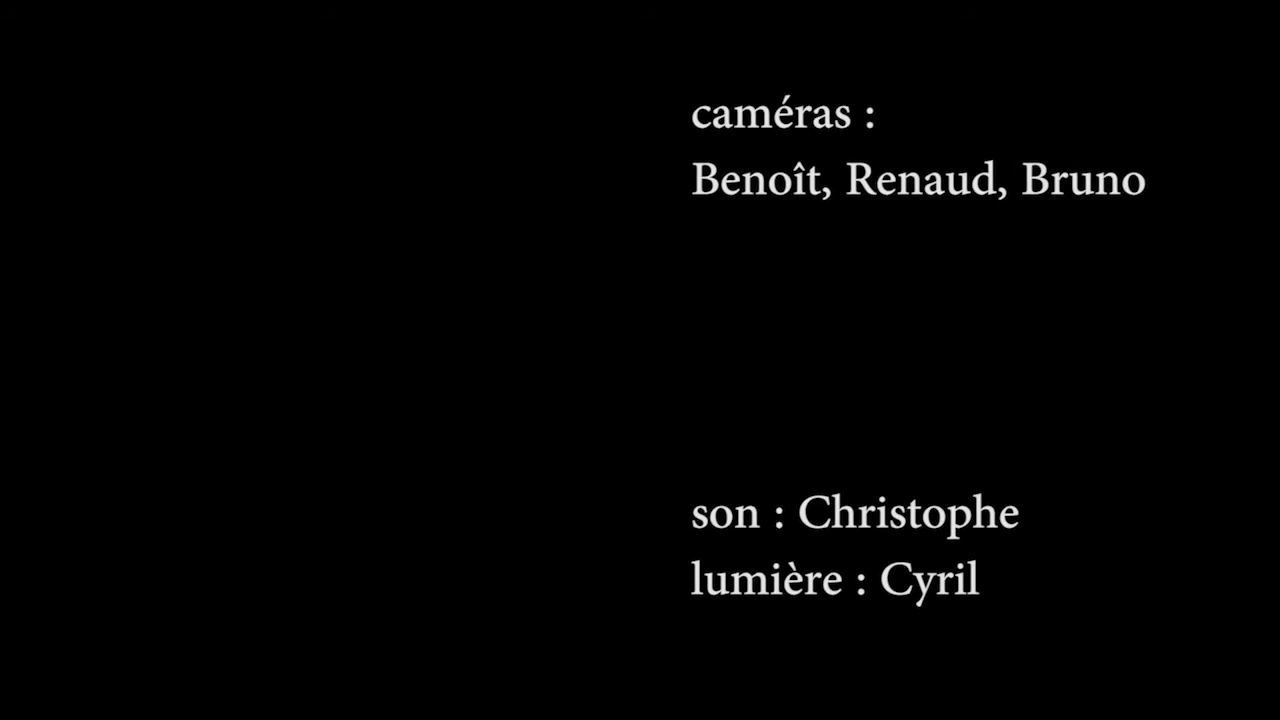 caméras :
Benoît, Renaud, Bruno
son : Christophe
lumière : Cyril